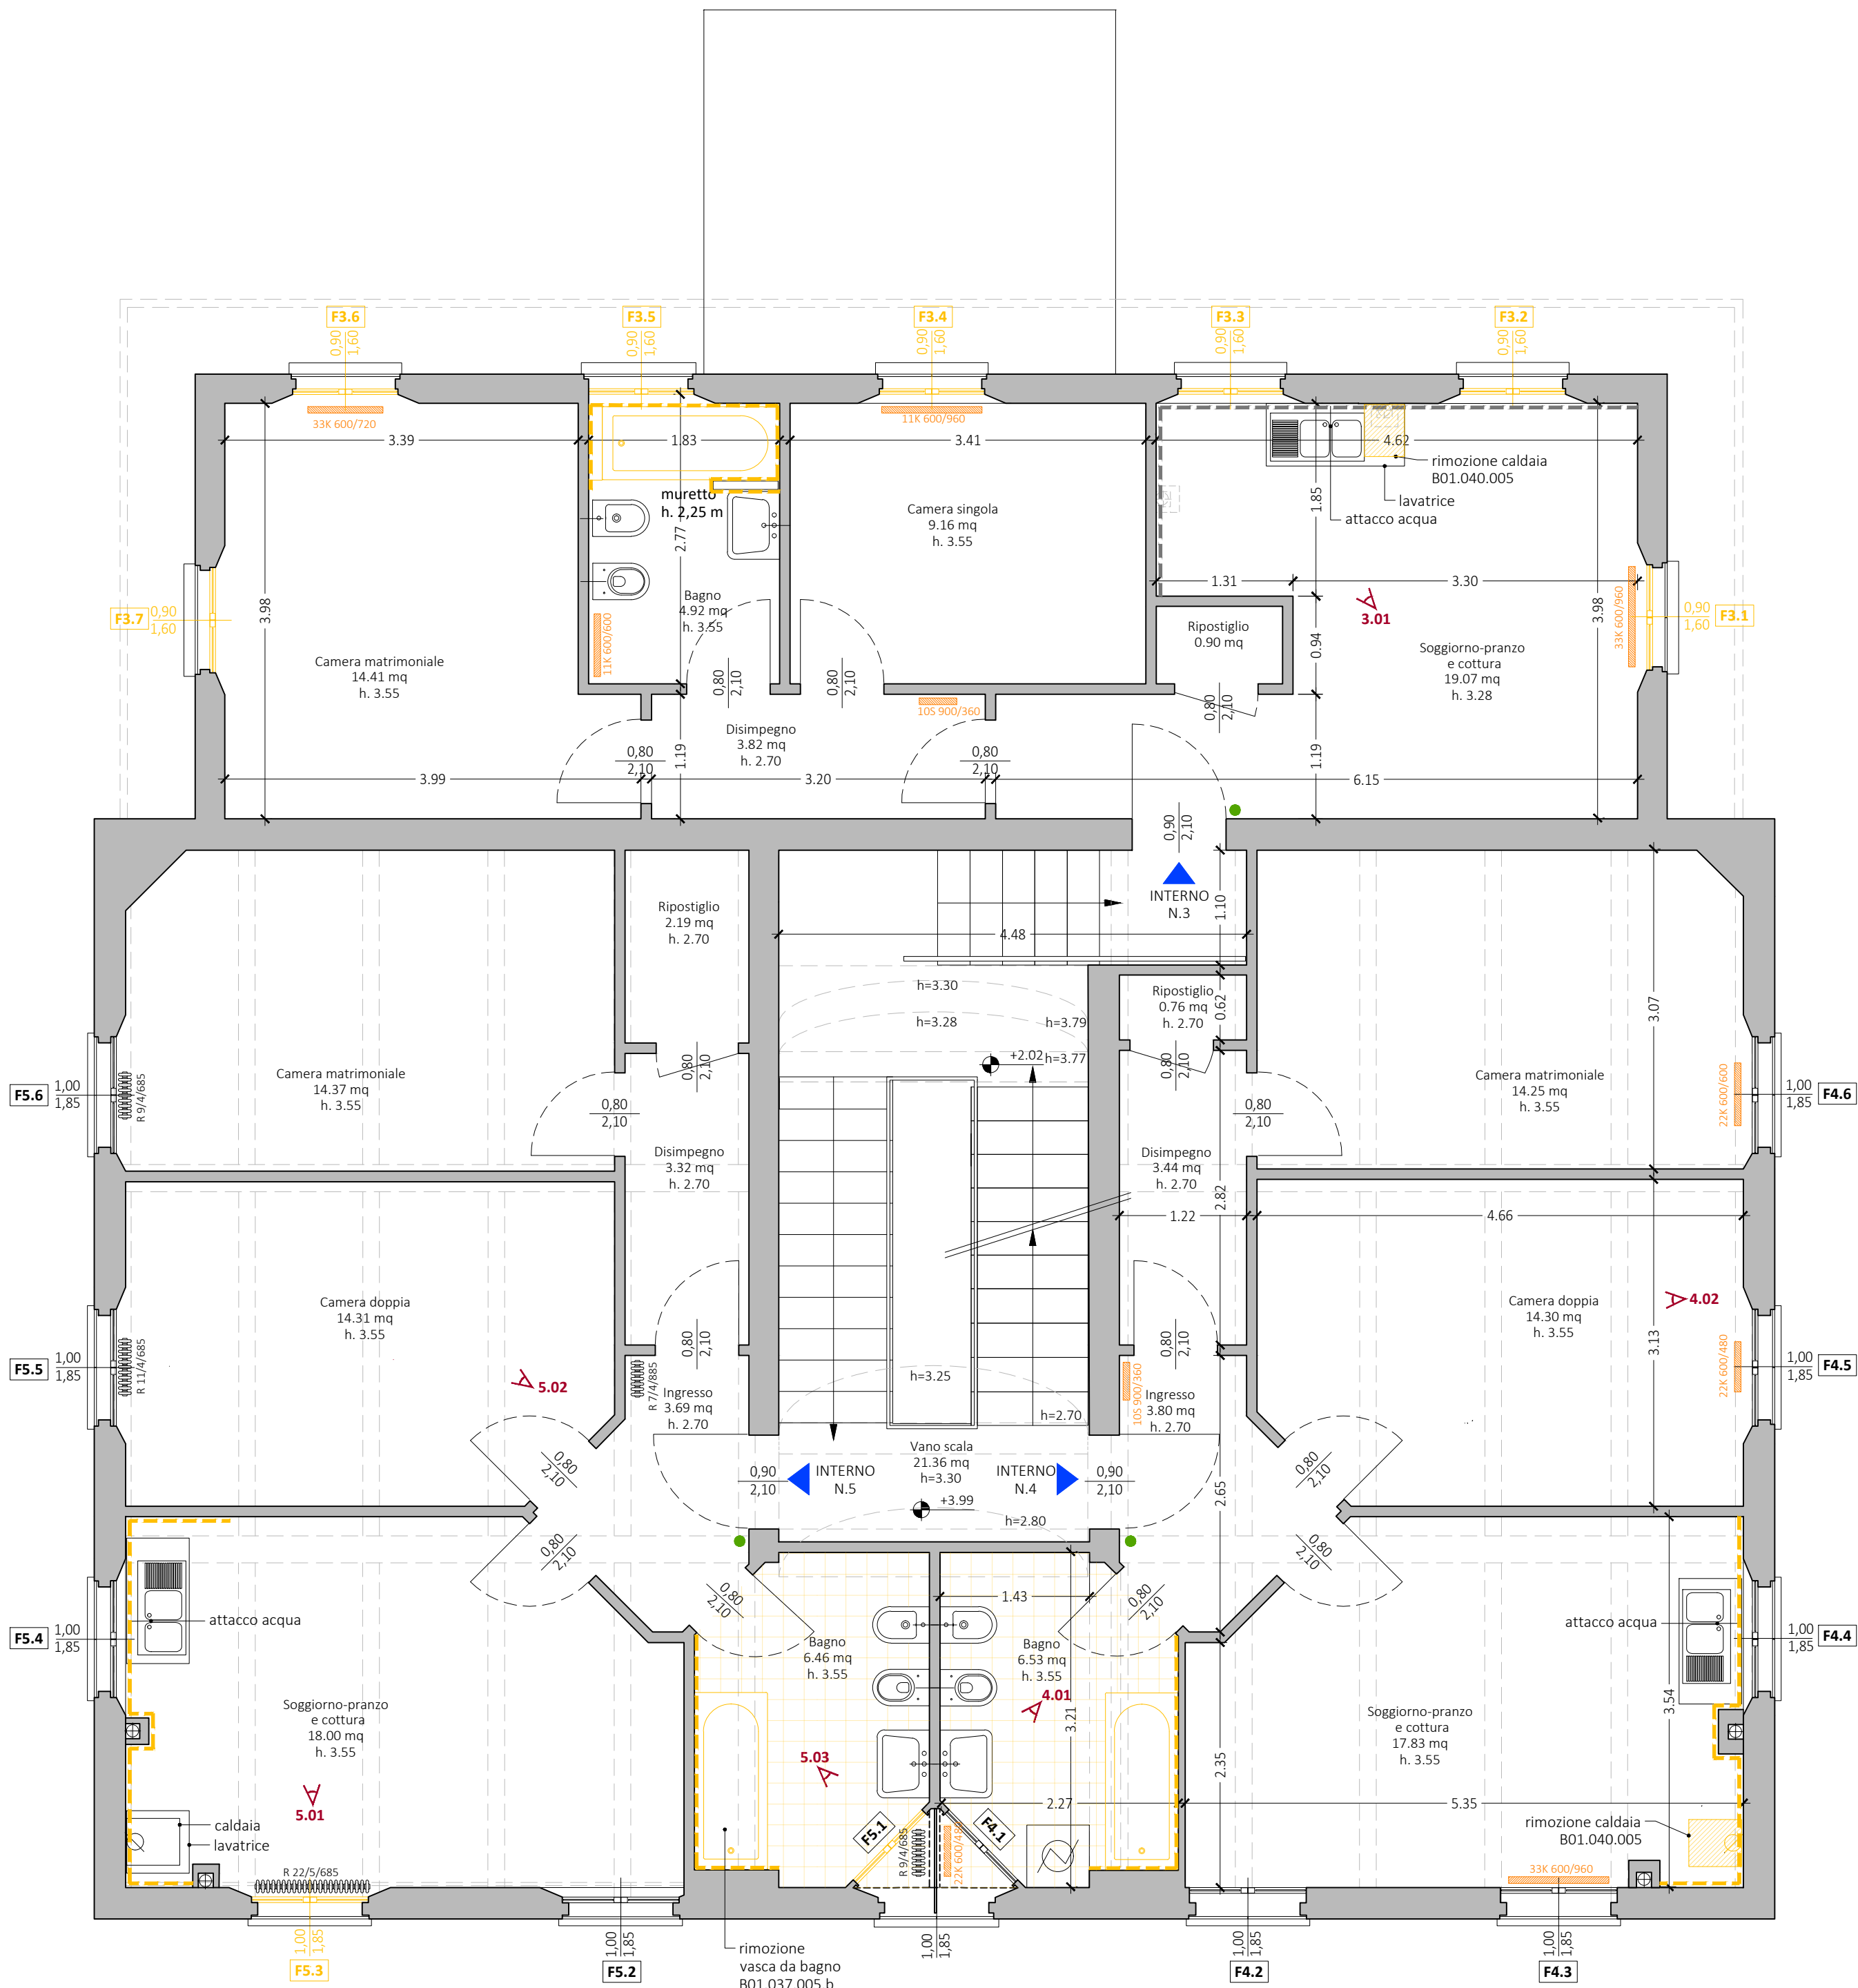 F3.6
0,90
1,60
F3.5
0,90
1,60
F3.4
0,90
1,60
F3.3
0,90
1,60
F3.2
0,90
1,60
33K 600/720
11K 600/960
3.39
1.83
3.41
4.62
rimozione caldaia
B01.040.005
lavatrice
attacco acqua
muretto
h. 2,25 m
1.85
Camera singola
9.16 mq
h. 3.55
2.77
1.31
3.30
3.01
F3.7
0,90
1,60
3.98
Bagno
4.92 mq
h. 3.55
11K 600/600
Ripostiglio
0.90 mq
0.94
3.98
33K 600/960
0,90
1,60
F3.1
Camera matrimoniale
14.41 mq
h. 3.55
Soggiorno-pranzo
e cottura
19.07 mq
h. 3.28
0,80
2,10
0,80
2,10
0,80
2,10
10S 900/360
Disimpegno
3.82 mq
h. 2.70
1.19
0,80
2,10
0,80
2,10
1.19
3.99
3.20
6.15
0,90
2,10
INTERNO
N.3
1.10
Ripostiglio
2.19 mq
h. 2.70
4.48
Ripostiglio
0.76 mq
h. 2.70
0.62
h=3.30
h=3.28
h=3.79
h=3.77
+2.02
3.07
Camera matrimoniale
14.37 mq
h. 3.55
Camera matrimoniale
14.25 mq
h. 3.55
F5.6
1,00
1,85
R 9/4/685
0,80
2,10
0,80
2,10
0,80
2,10
0,80
2,10
22K 600/600
1,00
1,85
F4.6
Disimpegno
3.32 mq
h. 2.70
Disimpegno
3.44 mq
h. 2.70
2.82
1.22
4.66
Camera doppia
14.31 mq
h. 3.55
Camera doppia
14.30 mq
h. 3.55
4.02
3.13
F5.5
1,00
1,85
R 11/4/685
5.02
0,80
2,10
R 7/4/885
0,80
2,10
10S 900/360
22K 600/480
1,00
1,85
F4.5
h=3.25
h=2.70
Ingresso
3.69 mq
h. 2.70
Ingresso
3.80 mq
h. 2.70
Vano scala
21.36 mq
h=3.30
0,90
2,10
INTERNO
N.5
INTERNO
N.4
0,90
2,10
0,80
2,10
0,80
2,10
+3.99
h=2.80
2.65
0,80
2,10
0,80
2,10
0,80
2,10
0,80
2,10
1.43
F5.4
1,00
1,85
attacco acqua
attacco acqua
1,00
1,85
F4.4
Bagno
6.46 mq
h. 3.55
Bagno
6.53 mq
h. 3.55
4.01
3.21
3.54
Soggiorno-pranzo
e cottura
18.00 mq
h. 3.55
Soggiorno-pranzo
e cottura
17.83 mq
h. 3.55
5.03
2.35
5.01
2.27
5.35
caldaia
lavatrice
rimozione caldaia
B01.040.005
F5.1
F4.1
R 9/4/685
22K 600/480
R 22/5/685
33K 600/960
1,00
1,85
F5.3
1,00
1,85
F5.2
rimozione
vasca da bagno
B01.037.005.b
1,00
1,85
1,00
1,85
F4.2
1,00
1,85
F4.3